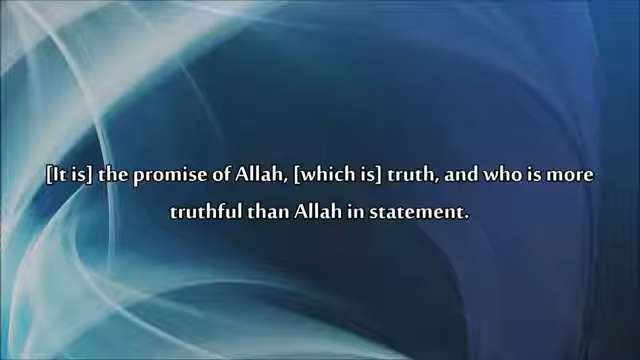 [It is] the promise of Allah, [which is] truth, and who is more
truthful than Allah in statement.